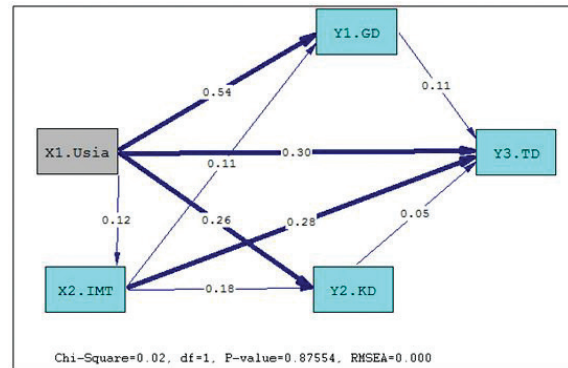 Y1.GD
0.54
0.11
X1.Usia
0.11
0.30
Y3.TD
0.12
0.26
0.28
0.05
X2.IMT
0.18
Y2.KD
Chi-Square=0.02, df=1, P-value=0.87554, RMSEA=0.000